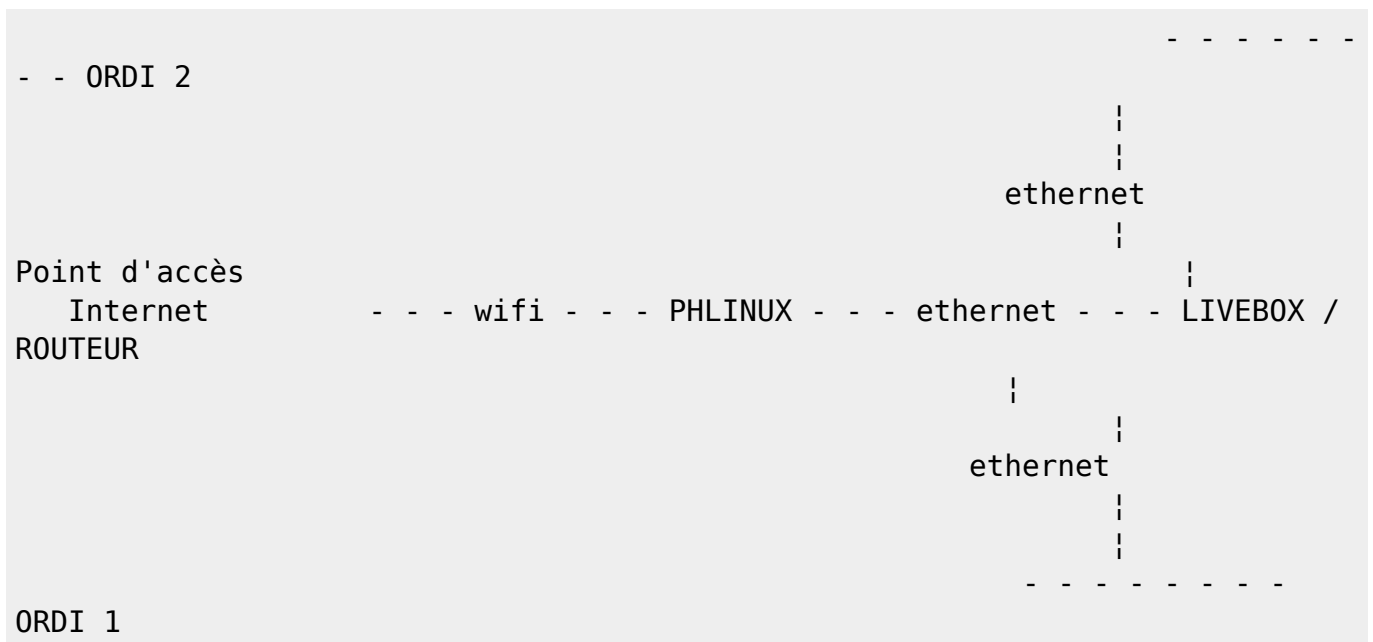 - - - - - -
- - ORDI 2
¦
¦
ethernet
¦
Point d'accès ¦
Internet - - - wifi - - - PHLINUX - - - ethernet - - - LIVEBOX /
ROUTEUR
¦
¦
ethernet
¦
¦
- - - - - - - -
ORDI 1